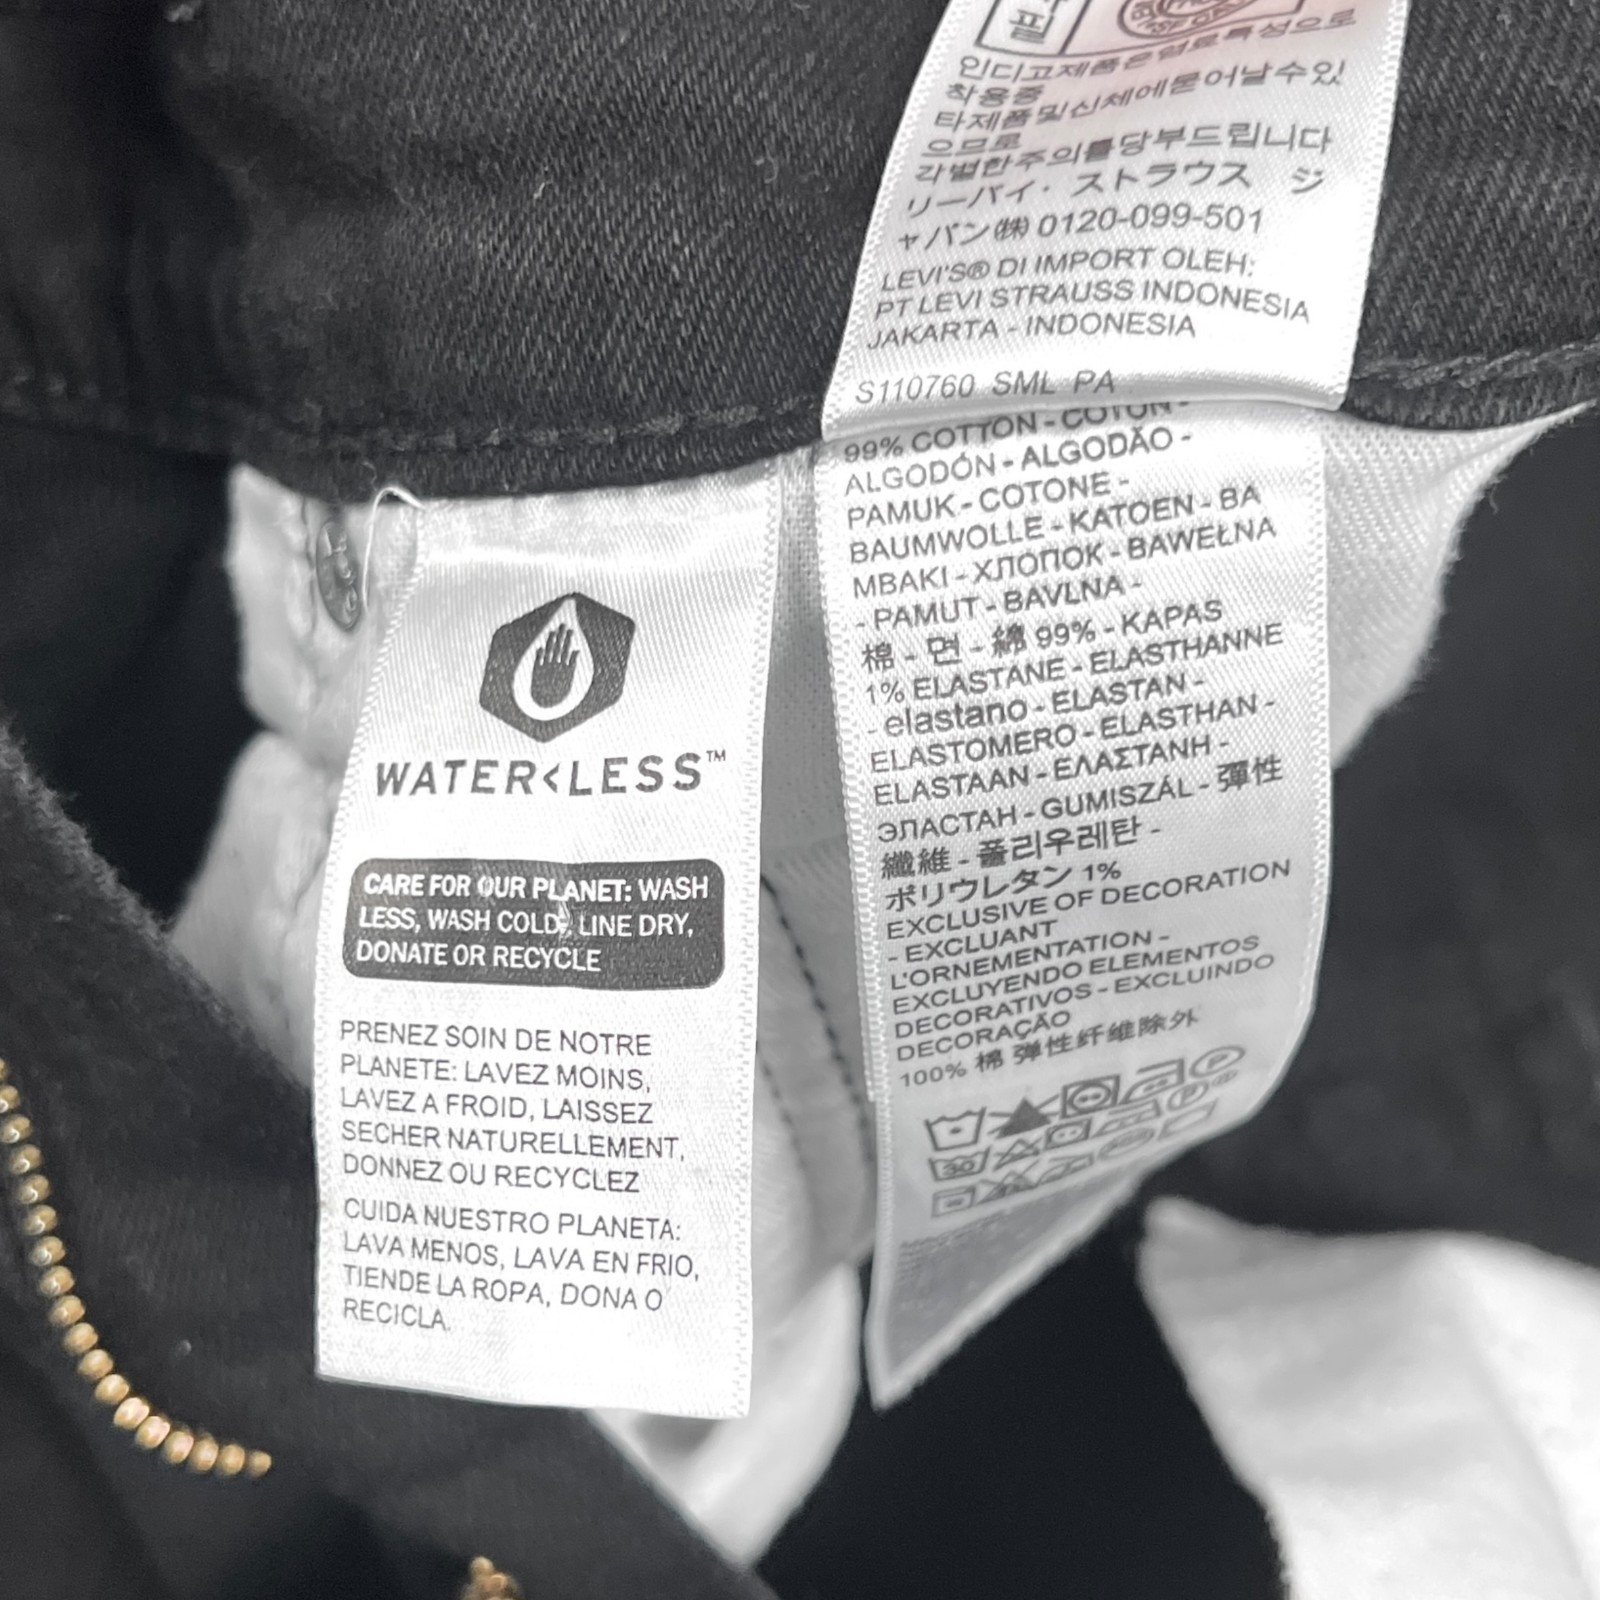 필
인디고제품은염료특성으로
착용중
타제품및신체에묻어날수있
으므로
각별한주의를당부드립니다
リーバイ・ストラウス ジ
ャパン㈱0120-099-501
LEVI'S® DI IMPORT OLEH:
PT LEVI STRAUSS INDONESIA
JAKARTA - INDONESIA
S110760 SML PA
99% COTTON - COTON -
ALGODÓN - ALGODÃO -
PAMUK - COTONE -
BAUMWOLLE - KATOEN - BA
MBAKI - ХЛОПОК - BAWEŁNA
- PAMUT - BAVLNA -
棉 - 면 - 綿 99% - KAPAS
1% ELASTANE - ELASTHANNE
- elastano - ELASTAN -
ELASTOMERO - ELASTHAN -
ELASTAAN - ΕΛΑΣΤΑΝΗ -
ЭЛАСТАН - GUMISZÁL - 彈性
纖維 - 폴리우레탄 -
ポリウレタン 1%
EXCLUSIVE OF DECORATION
- EXCLUANT
L'ORNEMENTATION -
EXCLUYENDO ELEMENTOS
DECORATIVOS - EXCLUINDO
DECORAÇÃO
100% 棉 弹性纤维除外
P
30
P
WATER<LESS™
CARE FOR OUR PLANET: WASH
LESS, WASH COLD, LINE DRY,
DONATE OR RECYCLE
PRENEZ SOIN DE NOTRE
PLANETE: LAVEZ MOINS,
LAVEZ A FROID, LAISSEZ
SECHER NATURELLEMENT,
DONNEZ OU RECYCLEZ
CUIDA NUESTRO PLANETA:
LAVA MENOS, LAVA EN FRIO,
TIENDE LA ROPA, DONA O
RECICLA.